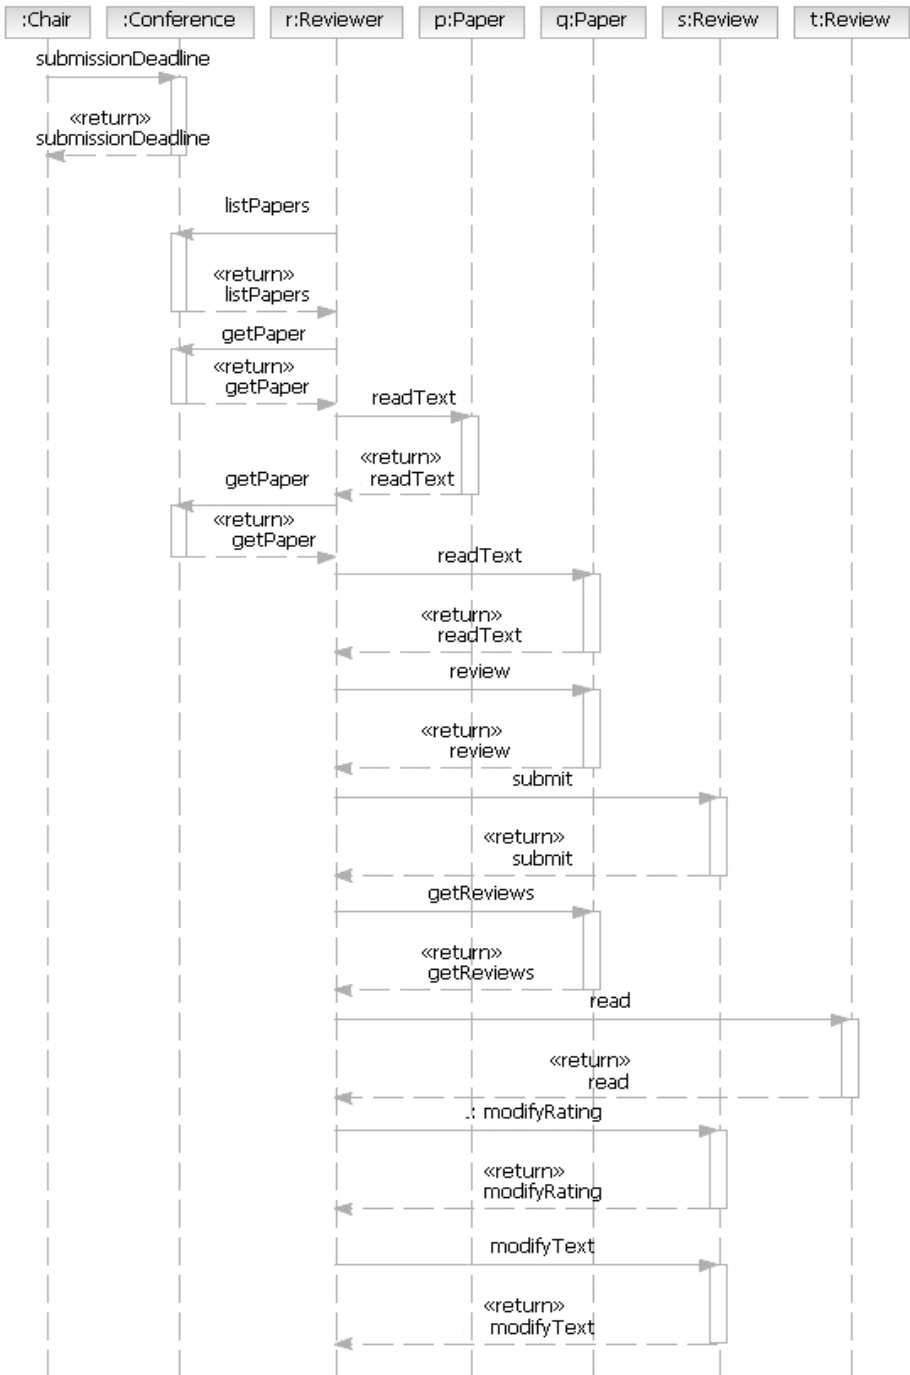 :Chair :Conference r:Reviewer p:Paper q:Paper s:Review t:Review
submissionDeadline
«return»
submissionDeadline
listPapers
«return»
listPapers
getPaper
«return»
getPaper
readText
«return»
readText
getPaper
«return»
getPaper
readText
«return»
readText
review
«return»
review
submit
«return»
submit
getReviews
«return»
getReviews
read
«return»
read
.: modifyRating
«return»
modifyRating
modifyText
«return»
modifyText